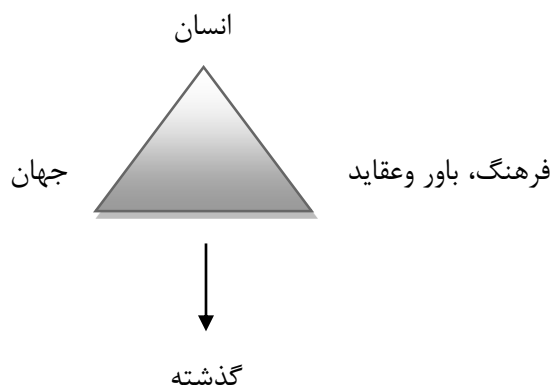 انسان
فرهنگ، باور وعقاید
جهان
گذشته